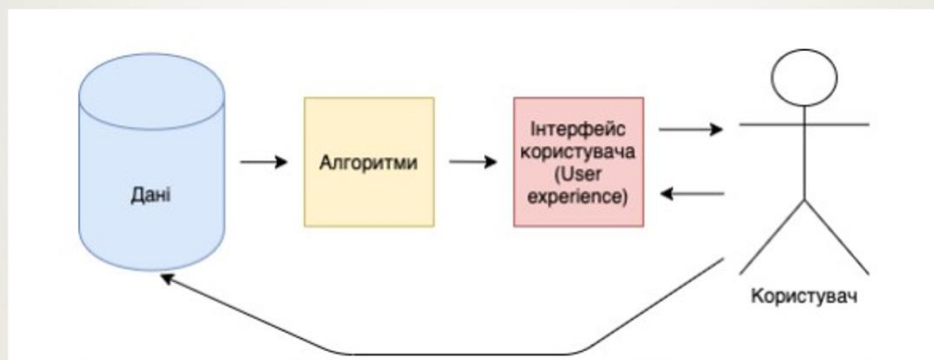 Дані
Алгоритми
Інтерфейс
користувача
(User
experience)
Користувач